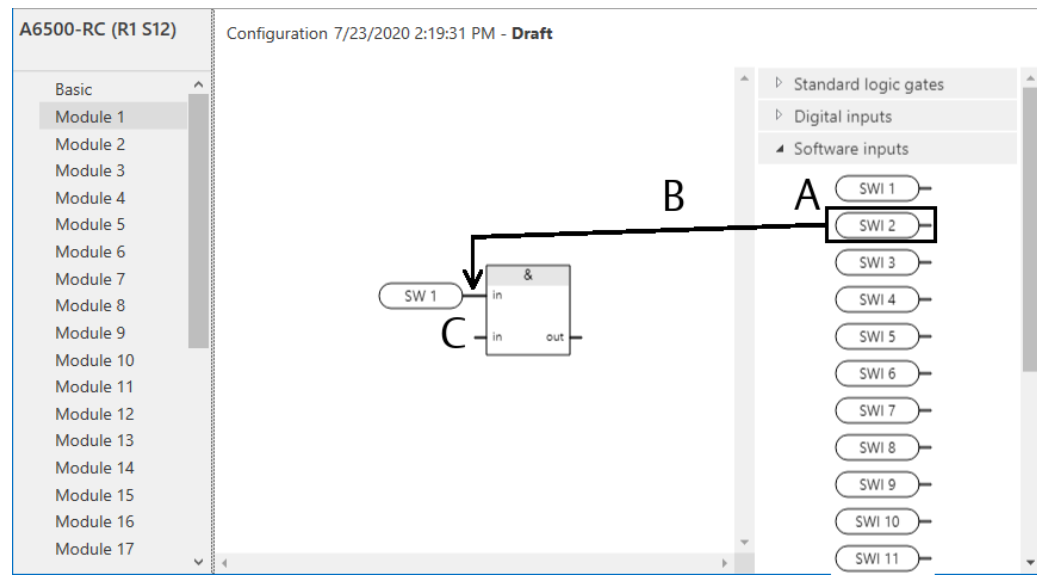 A6500-RC (R1 S12)
Configuration 7/23/2020 2:19:31 PM - Draft
Basic
Module 1
Module 2
Module 3
Module 4
Module 5
Module 6
Module 7
Module 8
Module 9
Module 10
Module 11
Module 12
Module 13
Module 14
Module 15
Module 16
Module 17
B
A
SW 1
&
in
C
in out
Standard logic gates
Digital inputs
Software inputs
SWI 1
SWI 2
SWI 3
SWI 4
SWI 5
SWI 6
SWI 7
SWI 8
SWI 9
SWI 10
SWI 11